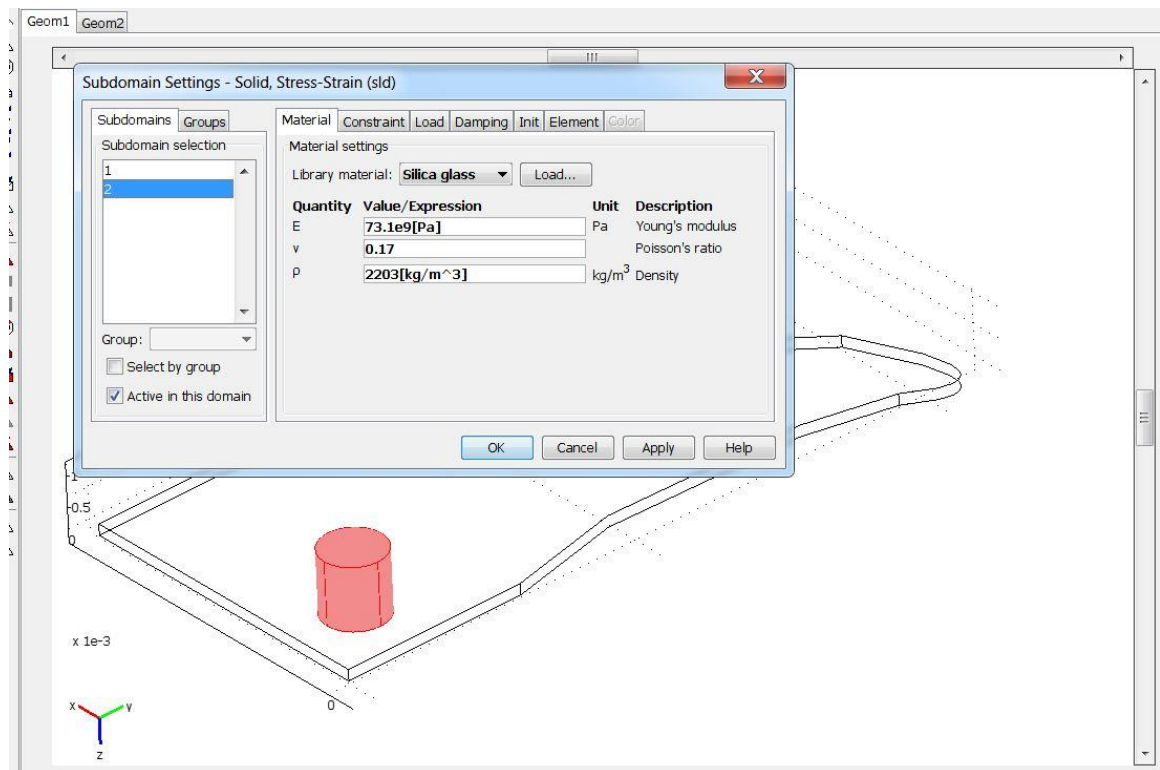 Geom1 Geom2
Subdomain Settings - Solid, Stress-Strain (sld)
Subdomains Groups
Subdomain selection
1
2
Group:
Select by group
Active in this domain
Material Constraint Load Damping Init Element Color
Material settings
Library material: Silica glass Load...
Quantity Value/Expression Unit Description
E 73.1e9[Pa] Pa Young's modulus
ν 0.17 Poisson's ratio
ρ 2203[kg/m^3] kg/m³ Density
OK Cancel Apply Help
-1
-0.5
0
x 1e-3
0
x y
z